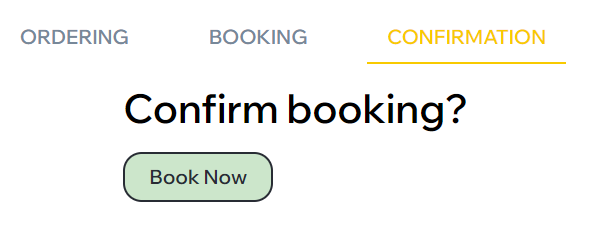 ORDERING BOOKING CONFIRMATION
Confirm booking?
Book Now